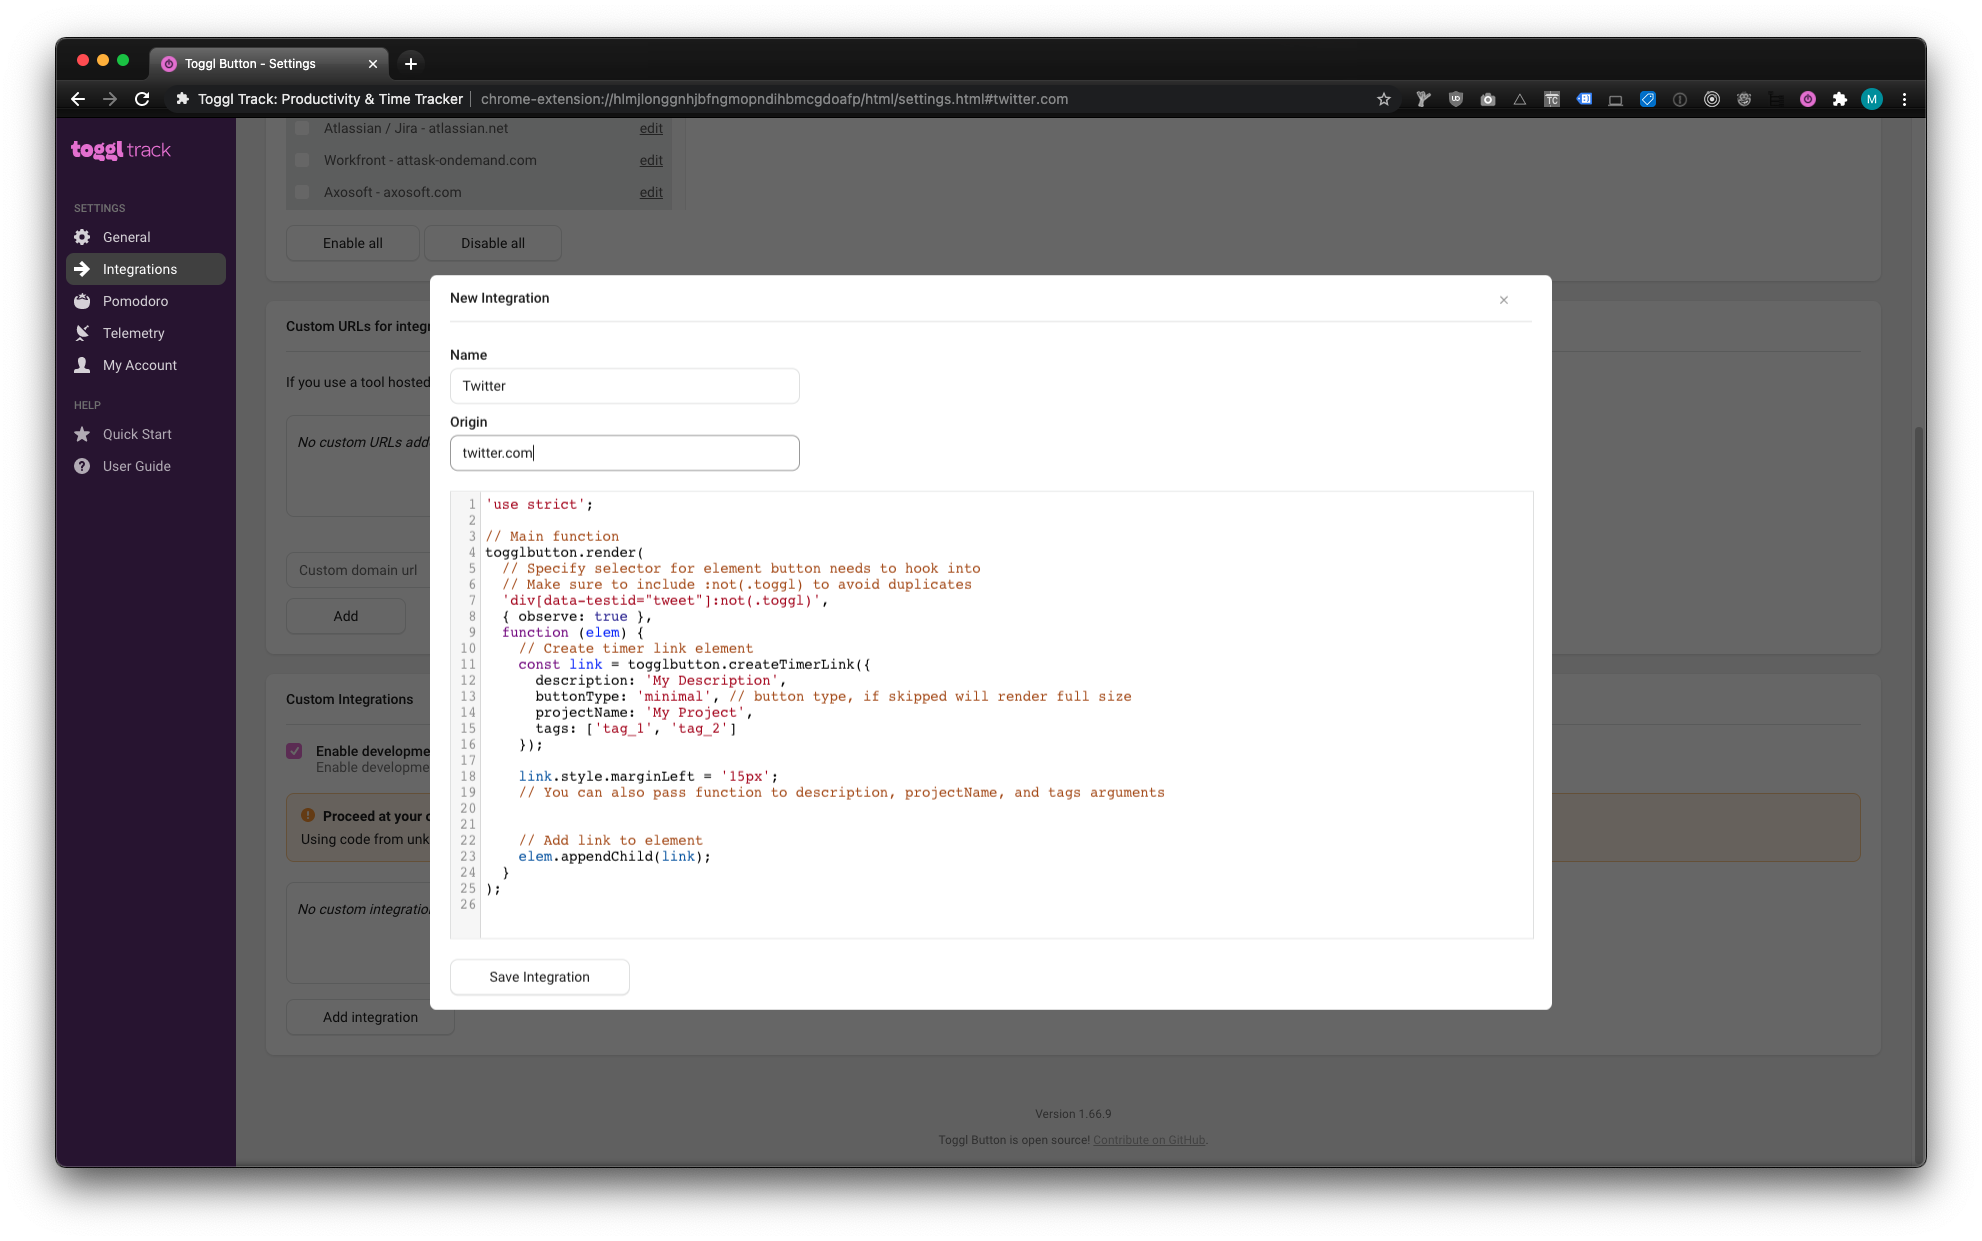 Toggl Button - Settings
Toggl Track: Productivity & Time Tracker
chrome-extension://hlmjlonggnhjbfngmopndihbmcgdoafp/html/settings.html#twitter.com
TC
M
toggl track
SETTINGS
General
Integrations
Pomodoro
Telemetry
My Account
HELP
Quick Start
User Guide
Atlassian / Jira - atlassian.net edit
Workfront - attask-ondemand.com edit
Axosoft - axosoft.com edit
Enable all
Disable all
Custom URLs for integr
If you use a tool hosted
No custom URLs add
Custom domain url
Add
Custom Integrations
Enable developme
Enable developme
Proceed at your o
Using code from unk
No custom integratio
Add integration
New Integration
Name
Twitter
Origin
twitter.com
1 'use strict';
2
3 // Main function
4 togglbutton.render(
5 // Specify selector for element button needs to hook into
6 // Make sure to include :not(.toggl) to avoid duplicates
7 'div[data-testid="tweet"]:not(.toggl)',
8 { observe: true },
9 function (elem) {
10 // Create timer link element
11 const link = togglbutton.createTimerLink({
12 description: 'My Description',
13 buttonType: 'minimal', // button type, if skipped will render full size
14 projectName: 'My Project',
15 tags: ['tag_1', 'tag_2']
16 });
17
18 link.style.marginLeft = '15px';
19 // You can also pass function to description, projectName, and tags arguments
20
21
22 // Add link to element
23 elem.appendChild(link);
24 }
25 );
26
Save Integration
Version 1.66.9
Toggl Button is open source! Contribute on GitHub.